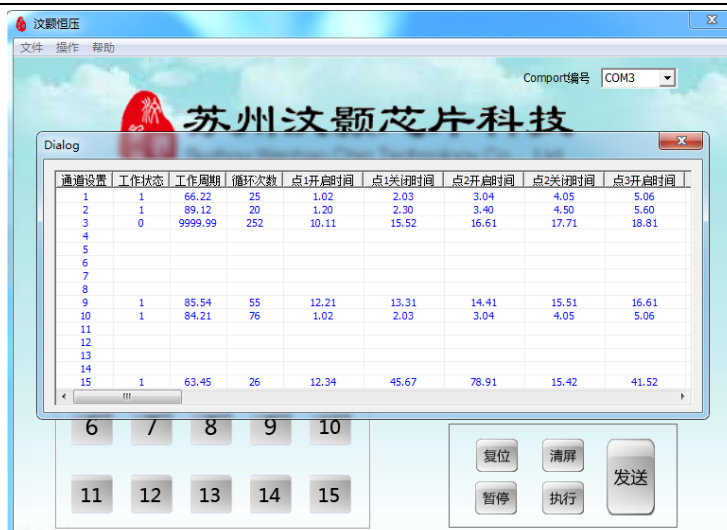 汶颢恒压
文件 操作 帮助
Comport编号 COM3
苏州汶颢芯片科技
Dialog
通道设置 工作状态 工作周期 循环次数 点1开启时间 点1关闭时间 点2开启时间 点2关闭时间 点3开启时间
1 1 66.22 25 1.02 2.03 3.04 4.05 5.06
2 1 89.12 20 1.20 2.30 3.40 4.50 5.60
3 0 9999.99 252 10.11 15.52 16.61 17.71 18.81
4
5
6
7
8
9 1 85.54 55 12.21 13.31 14.41 15.51 16.61
10 1 84.21 76 1.02 2.03 3.04 4.05 5.06
11
12
13
14
15 1 63.45 26 12.34 45.67 78.91 15.42 41.52
6 7 8 9 10
复位 清屏 发送
11 12 13 14 15
暂停 执行